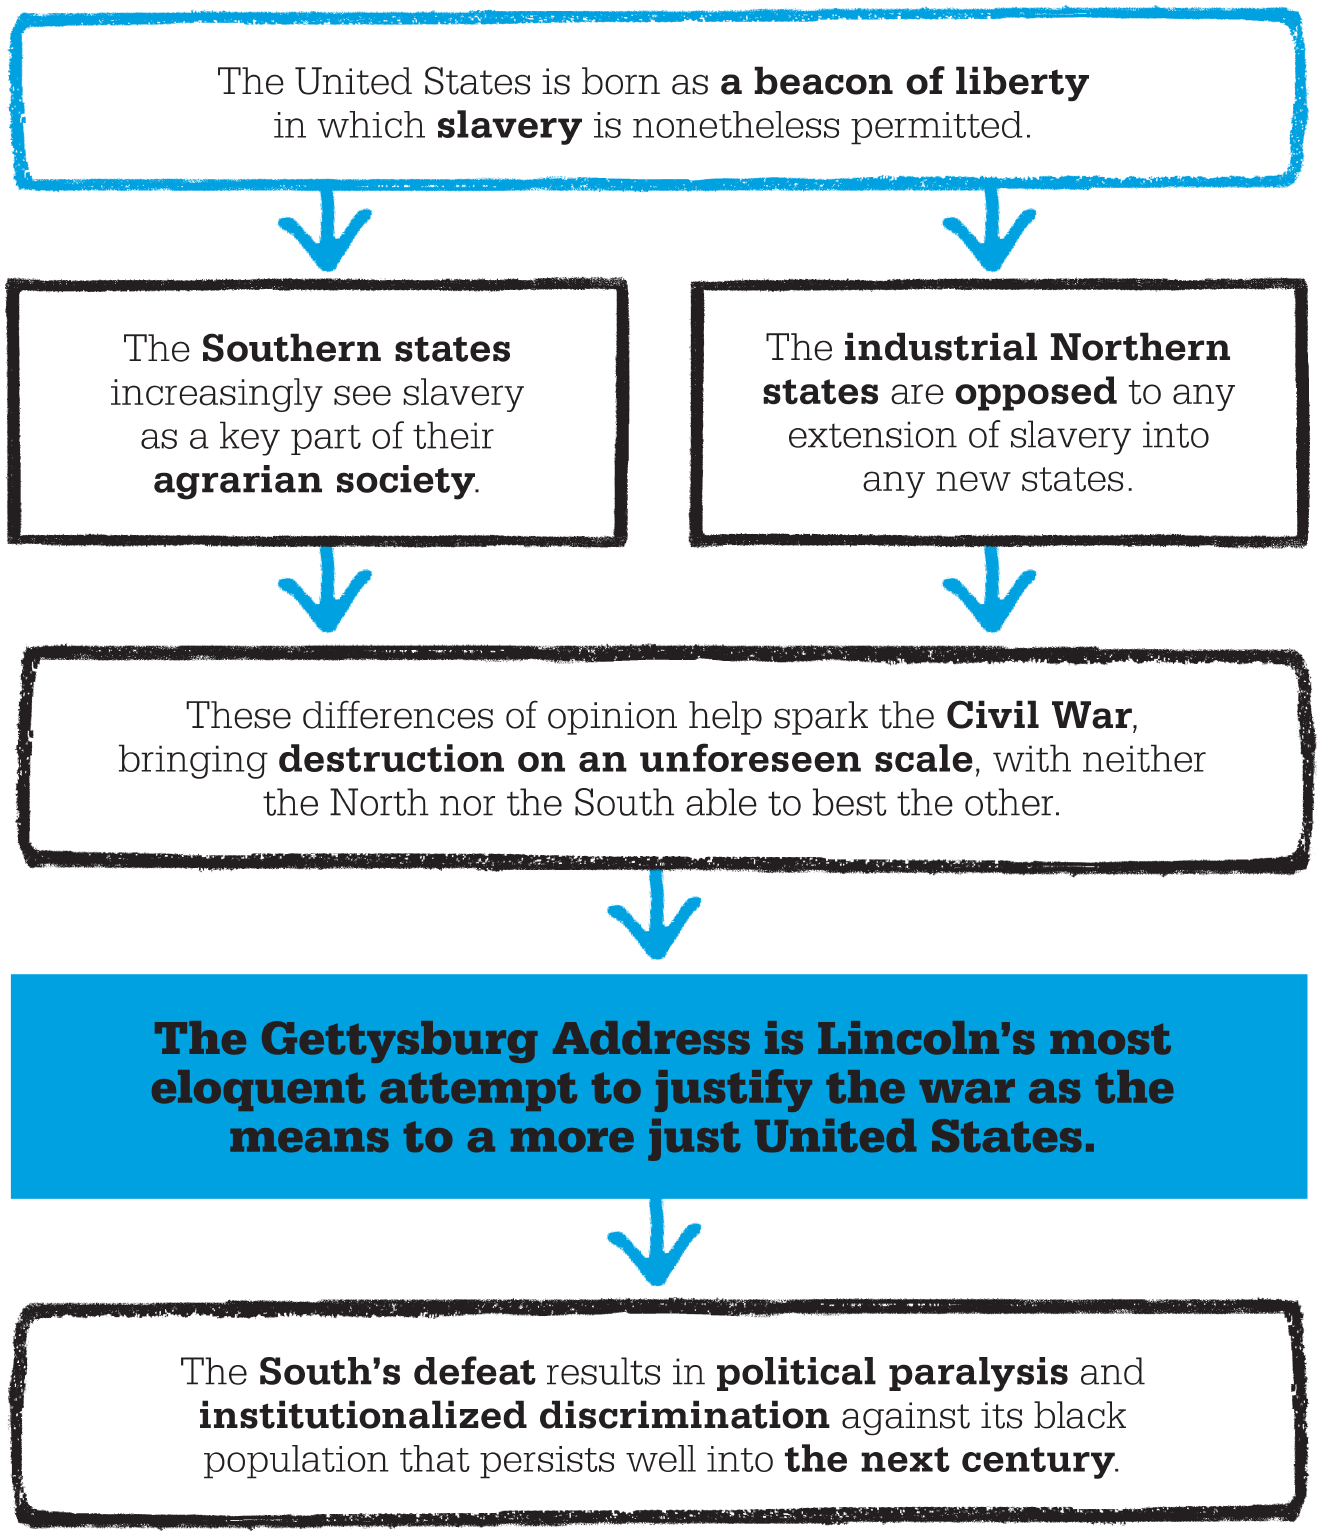 The United States is born as a beacon of liberty
in which slavery is nonetheless permitted.
The Southern states
increasingly see slavery
as a key part of their
agrarian society.
The industrial Northern
states are opposed to any
extension of slavery into
any new states.
These differences of opinion help spark the Civil War,
bringing destruction on an unforeseen scale, with neither
the North nor the South able to best the other.
The Gettysburg Address is Lincoln’s most
eloquent attempt to justify the war as the
means to a more just United States.
The South’s defeat results in political paralysis and
institutionalized discrimination against its black
population that persists well into the next century.